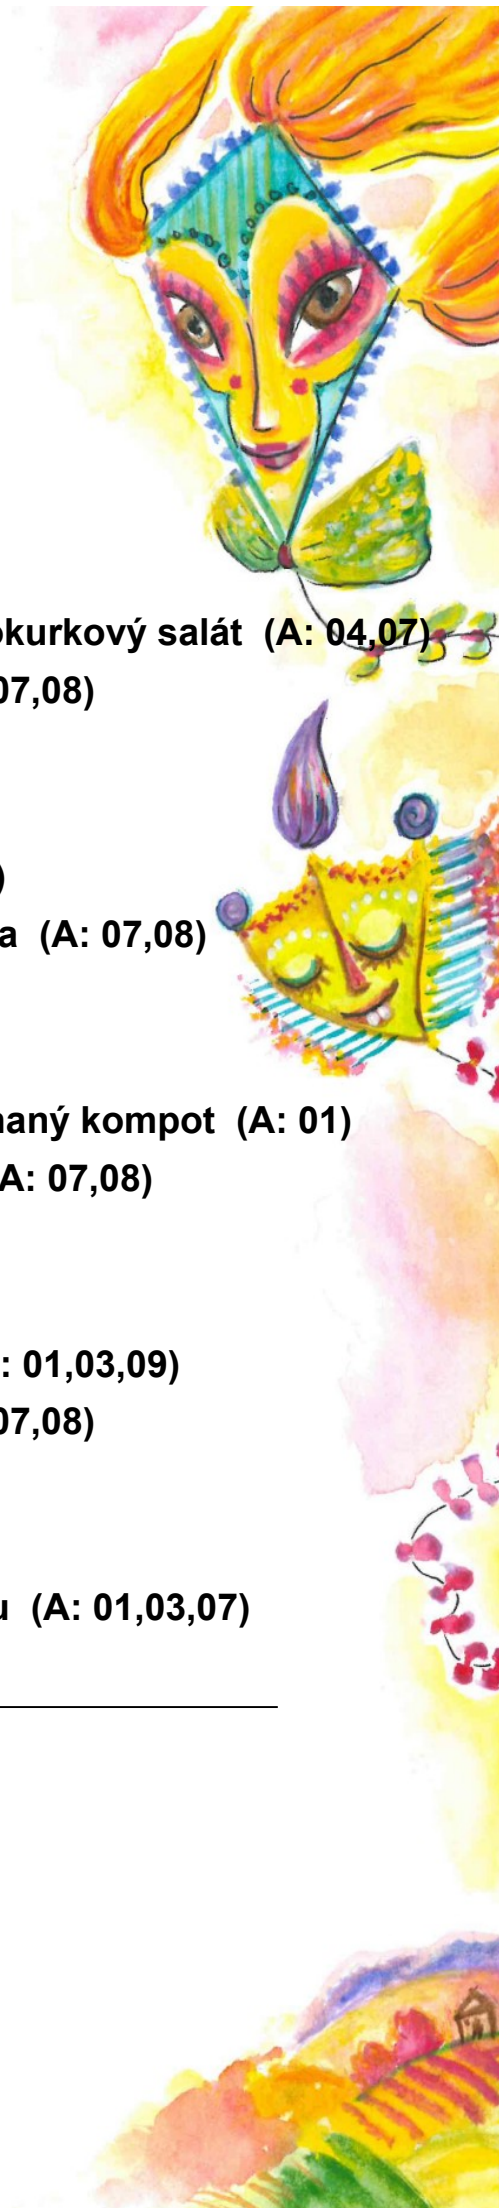 okurkový salát (A: 04,07)
07,08)
)
a (A: 07,08)
naný kompot (A: 01)
A: 07,08)
: 01,03,09)
07,08)
u (A: 01,03,07)